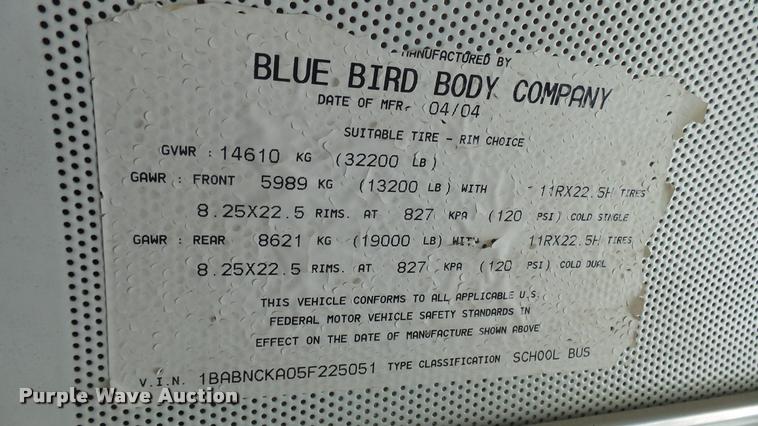 MANUFACTURED BY
BLUE BIRD BODY COMPANY
DATE OF MFR. 04/04
SUITABLE TIRE - RIM CHOICE
GVWR : 14610 KG (32200 LB)
GAWR : FRONT 5989 KG (13200 LB) WITH 11RX22.5H TIRES
8.25X22.5 RIMS. AT 827 KPA (120 PSI) COLD SINGLE
GAWR : REAR 8621 KG (19000 LB) WITH 11RX22.5H TIRES
8.25X22.5 RIMS. AT 827 KPA (120 PSI) COLD DUAL
THIS VEHICLE CONFORMS TO ALL APPLICABLE U.S.
FEDERAL MOTOR VEHICLE SAFETY STANDARDS IN
EFFECT ON THE DATE OF MANUFACTURE SHOWN ABOVE
V.I.N. 1BABNCKA05F225051 TYPE CLASSIFICATION SCHOOL BUS
Purple Wave Auction